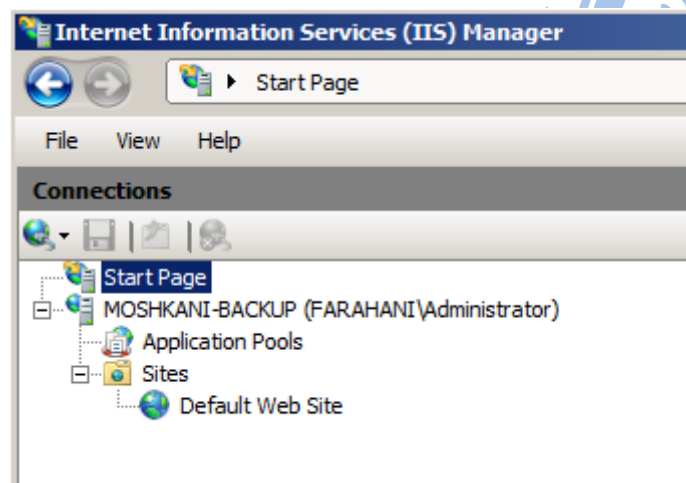 Internet Information Services (IIS) Manager
Start Page
File View Help
Connections
Start Page
MOSHKANI-BACKUP (FARAHANI\Administrator)
Application Pools
Sites
Default Web Site